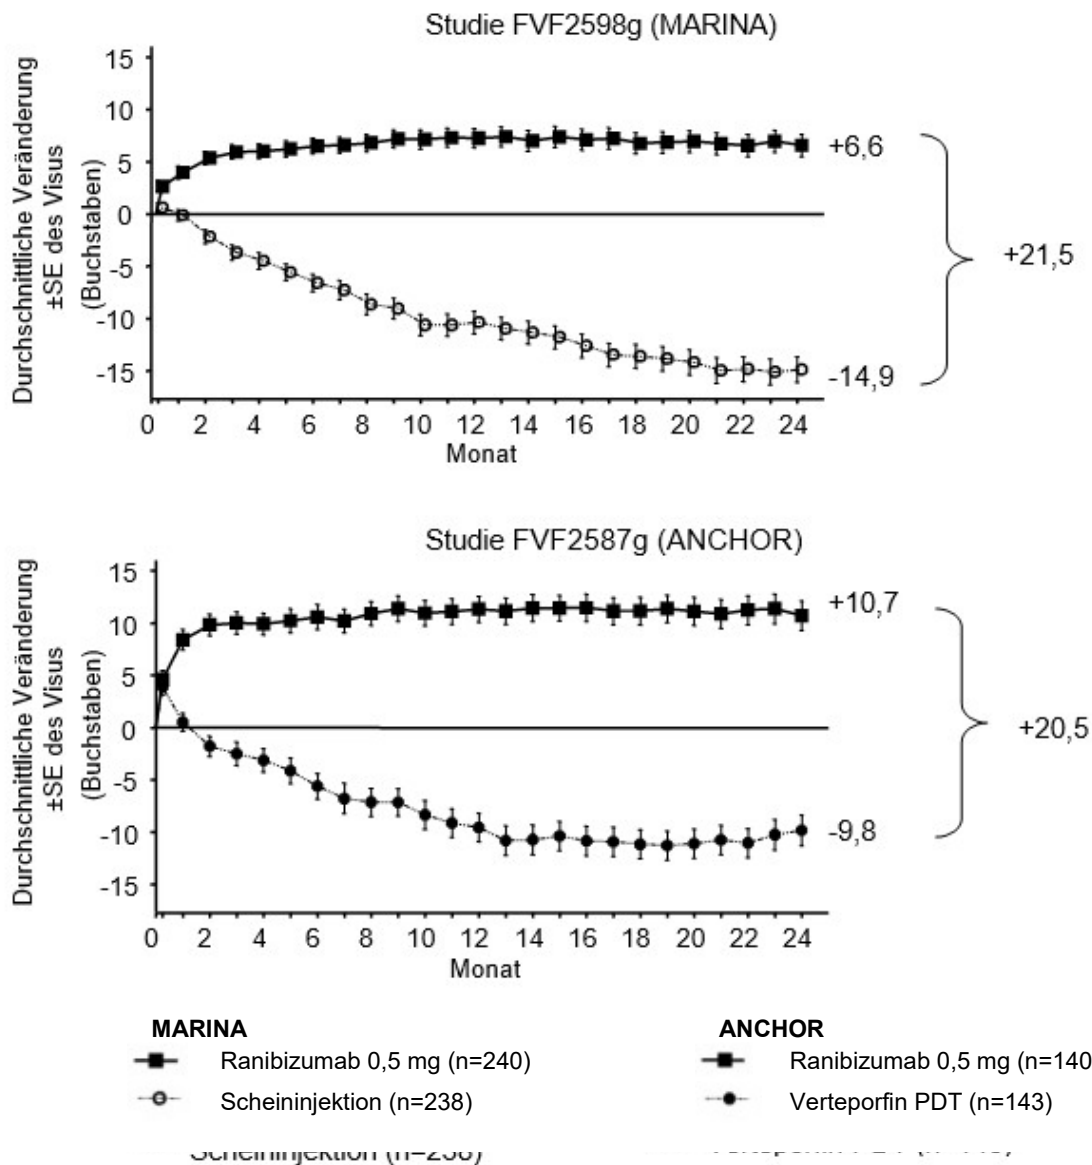 Studie FVF2598g (MARINA)
Durchschnittliche Veränderung
±SE des Visus
(Buchstaben)
15
10
5
0
-5
-10
-15
+6,6
+21,5
-14,9
0 2 4 6 8 10 12 14 16 18 20 22 24
Monat
Studie FVF2587g (ANCHOR)
Durchschnittliche Veränderung
±SE des Visus
(Buchstaben)
15
10
5
0
-5
-10
-15
+10,7
+20,5
-9,8
0 2 4 6 8 10 12 14 16 18 20 22 24
Monat
MARINA
Ranibizumab 0,5 mg (n=240)
Scheininjektion (n=238)
ANCHOR
Ranibizumab 0,5 mg (n=140
Verteporfin PDT (n=143)
Scheininjektion (n=238)